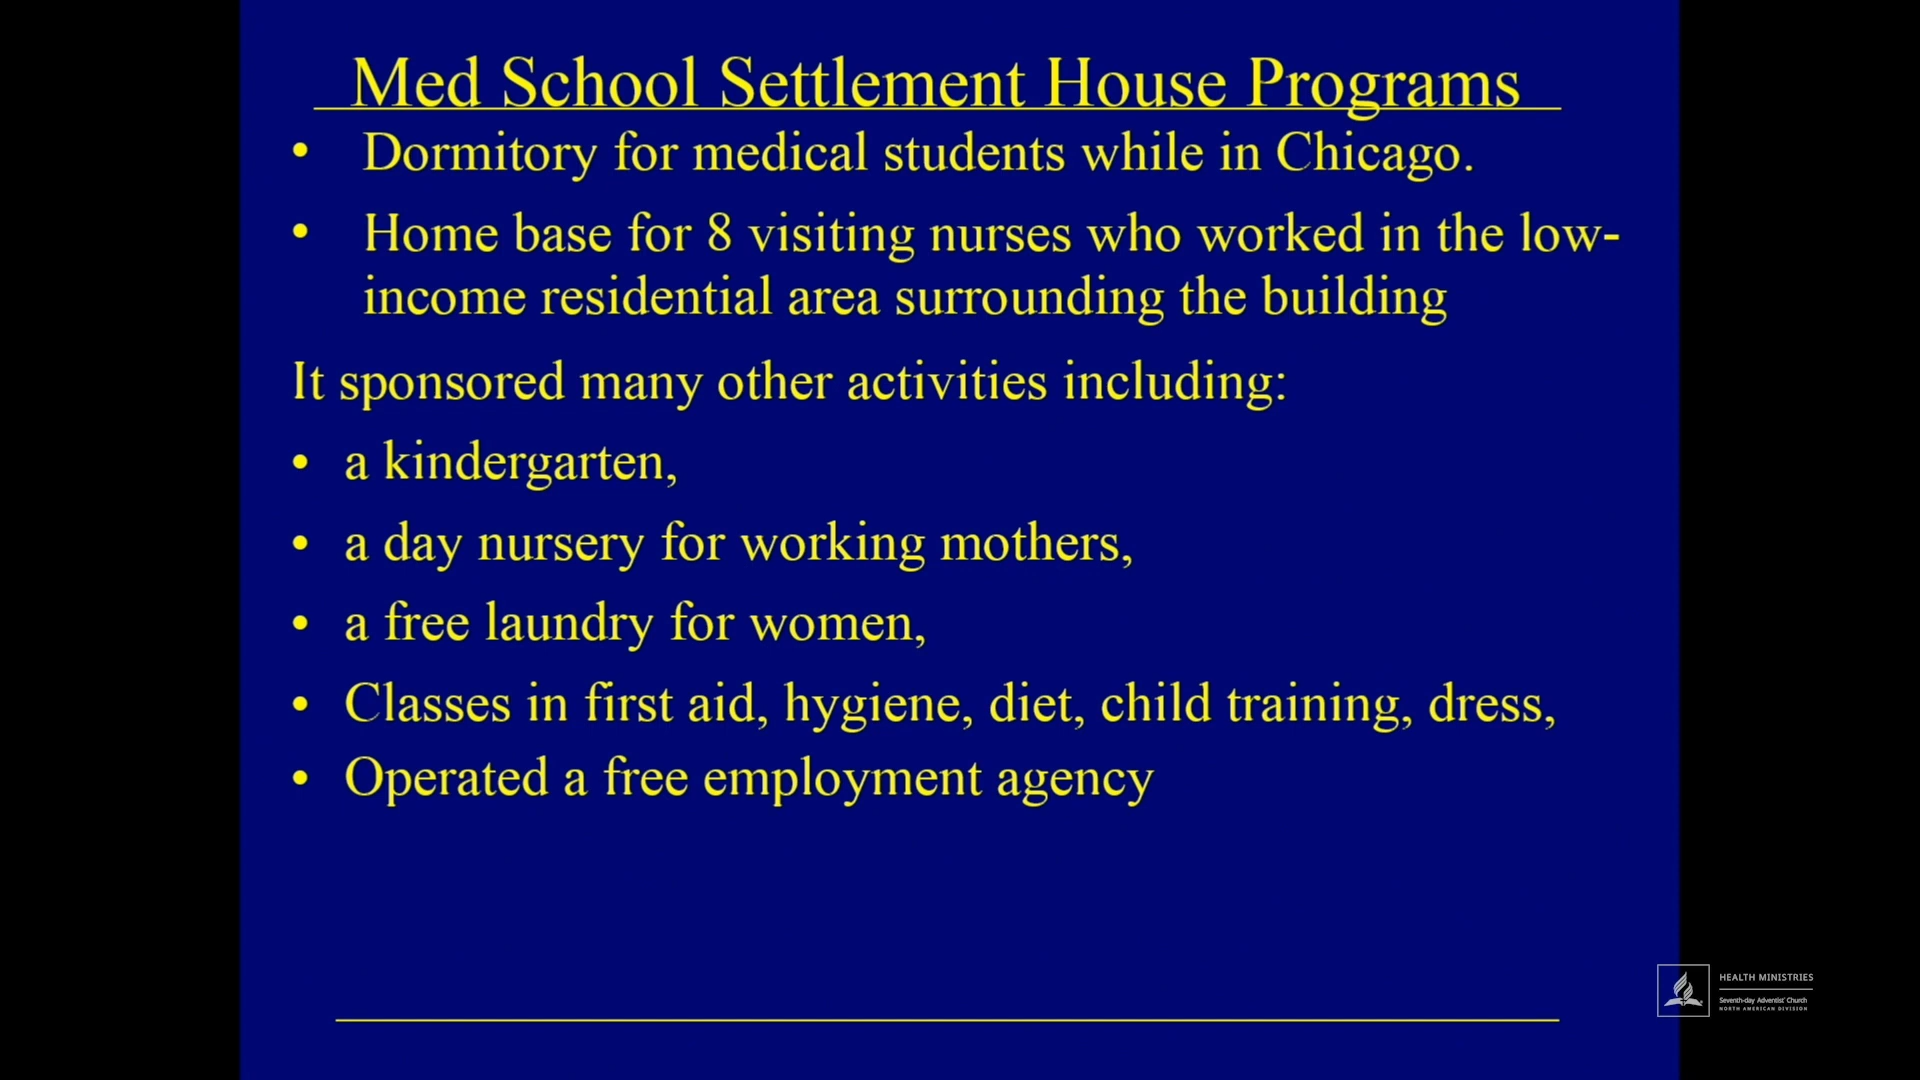 Med School Settlement House Programs
• Dormitory for medical students while in Chicago.
• Home base for 8 visiting nurses who worked in the low-
income residential area surrounding the building
It sponsored many other activities including:
• a kindergarten,
• a day nursery for working mothers,
• a free laundry for women,
• Classes in first aid, hygiene, diet, child training, dress,
• Operated a free employment agency
HEALTH MINISTRIES
Seventh-day Adventist Church
NORTH AMERICAN DIVISION